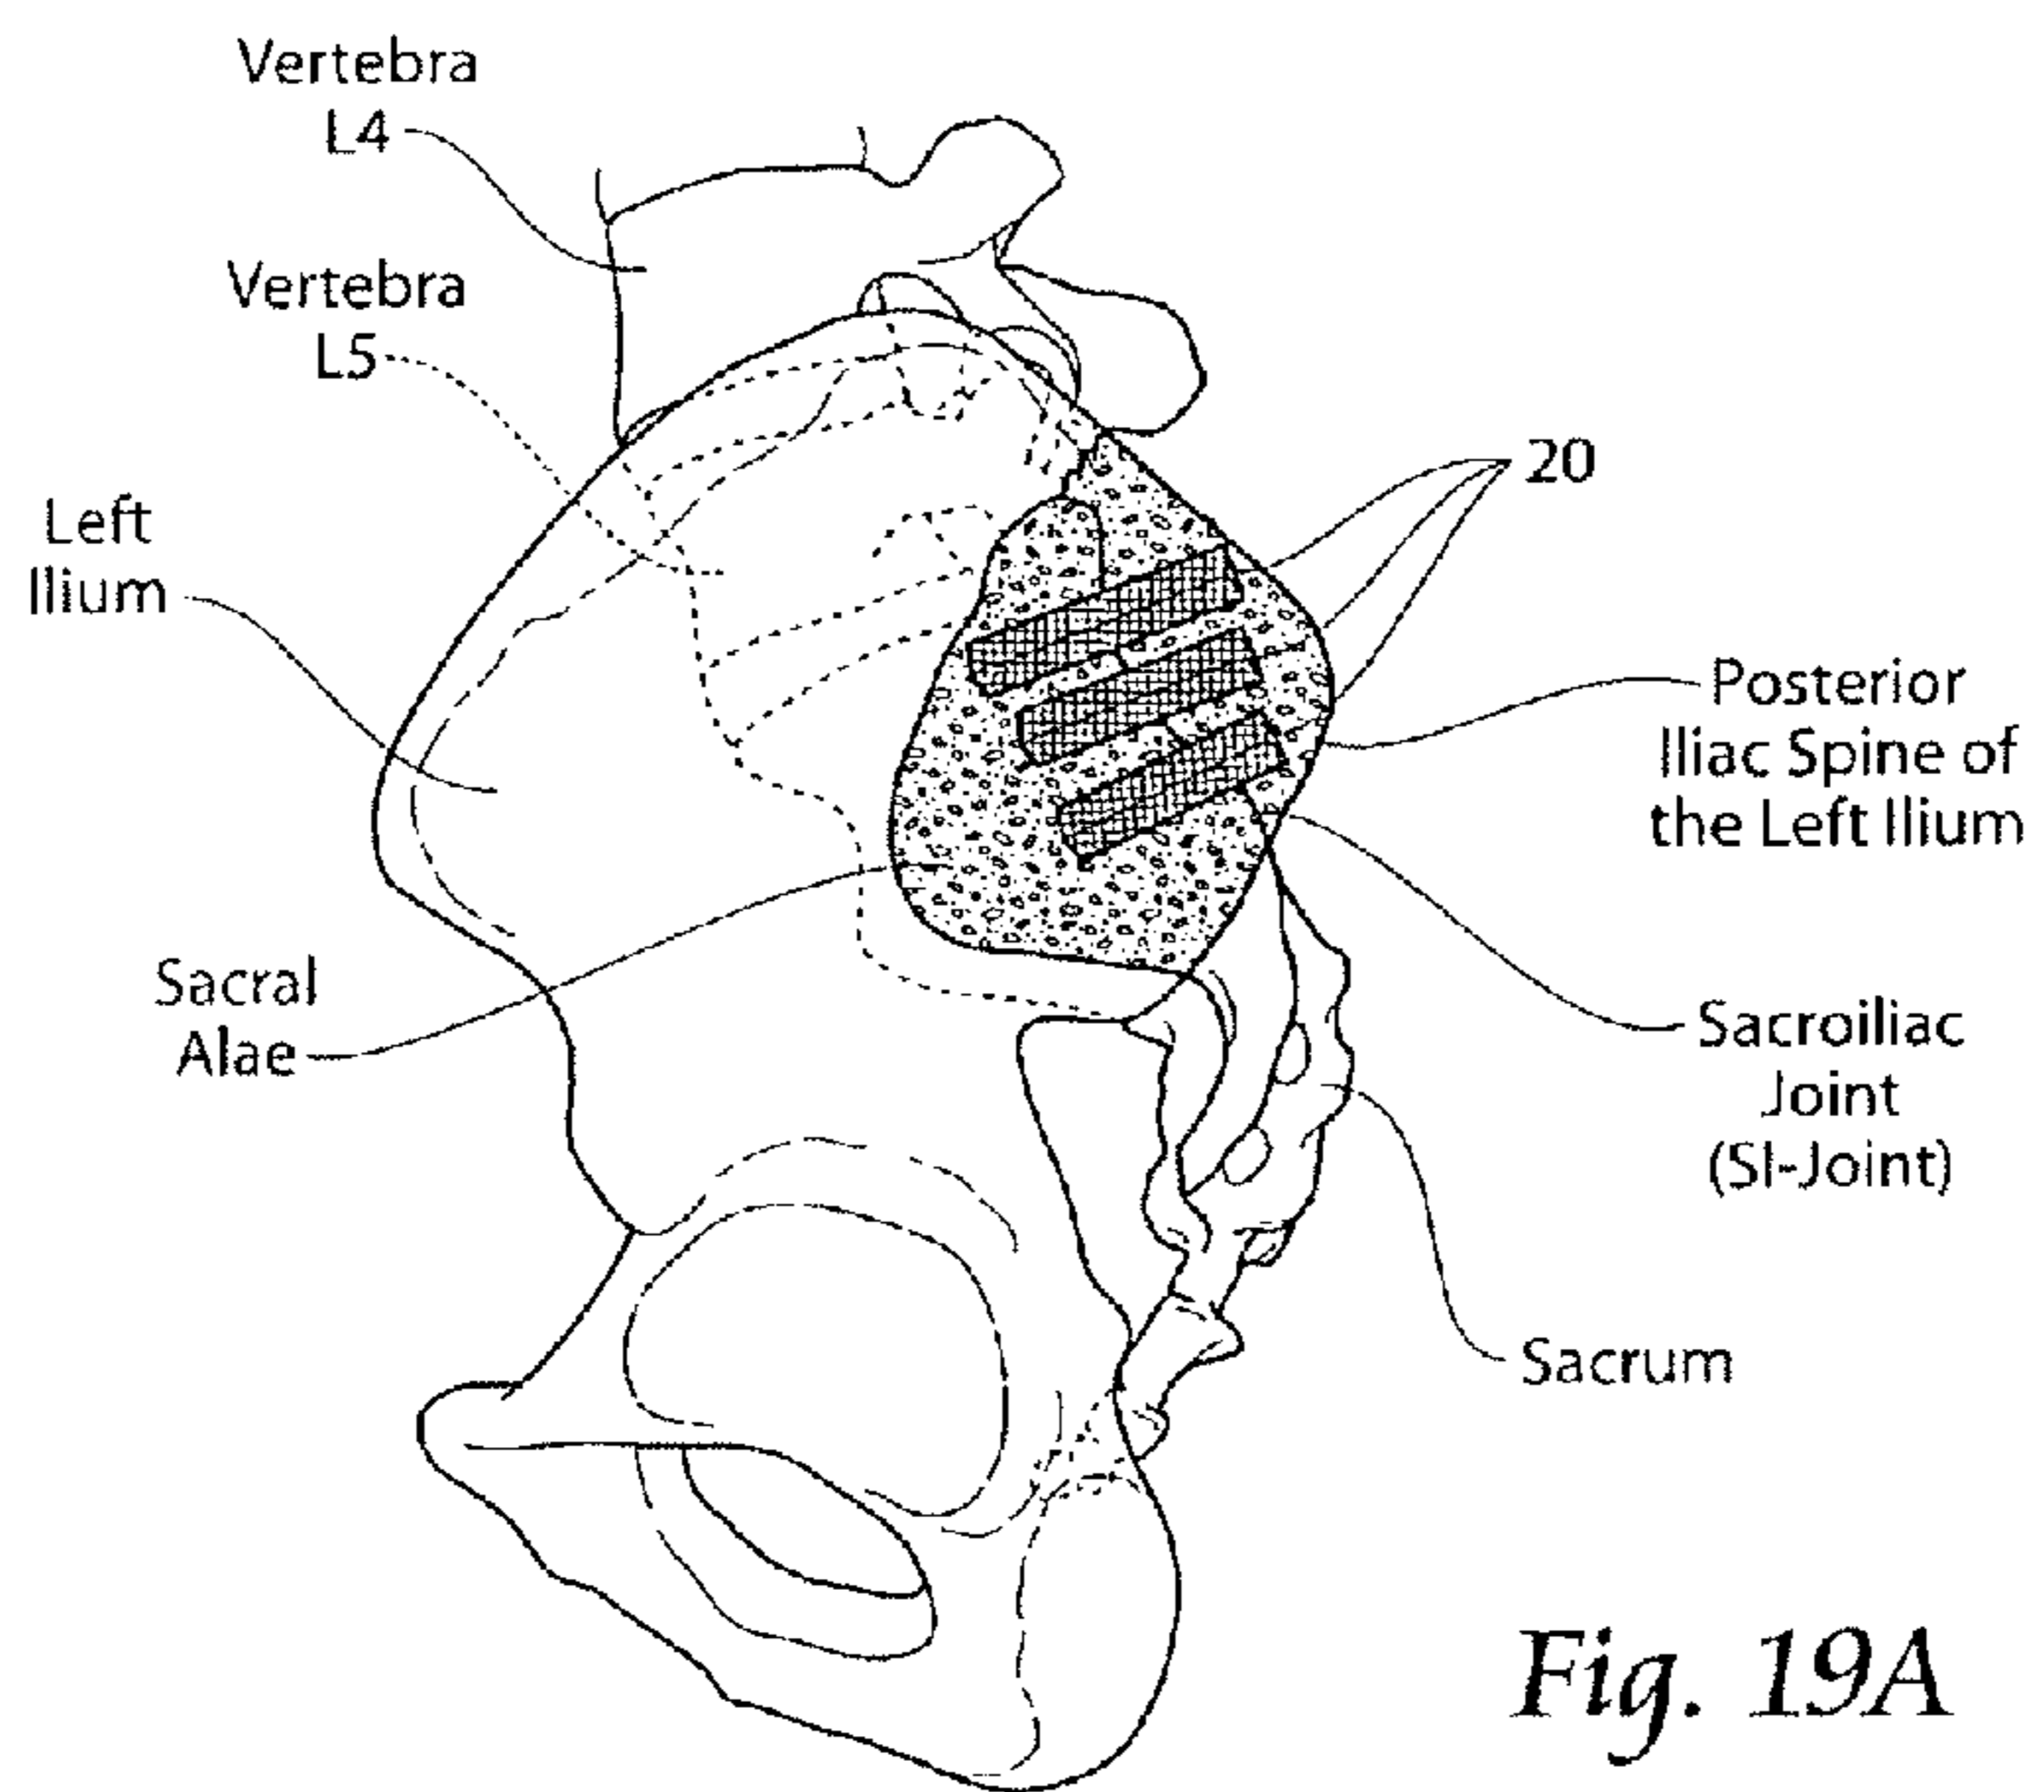 Vertebra
L4
Vertebra
L5
20
Left
Ilium
Posterior
Iliac Spine of
the Left Ilium
Sacral
Alae
Sacroiliac
Joint
(SI-Joint)
Sacrum
Fig. 19A